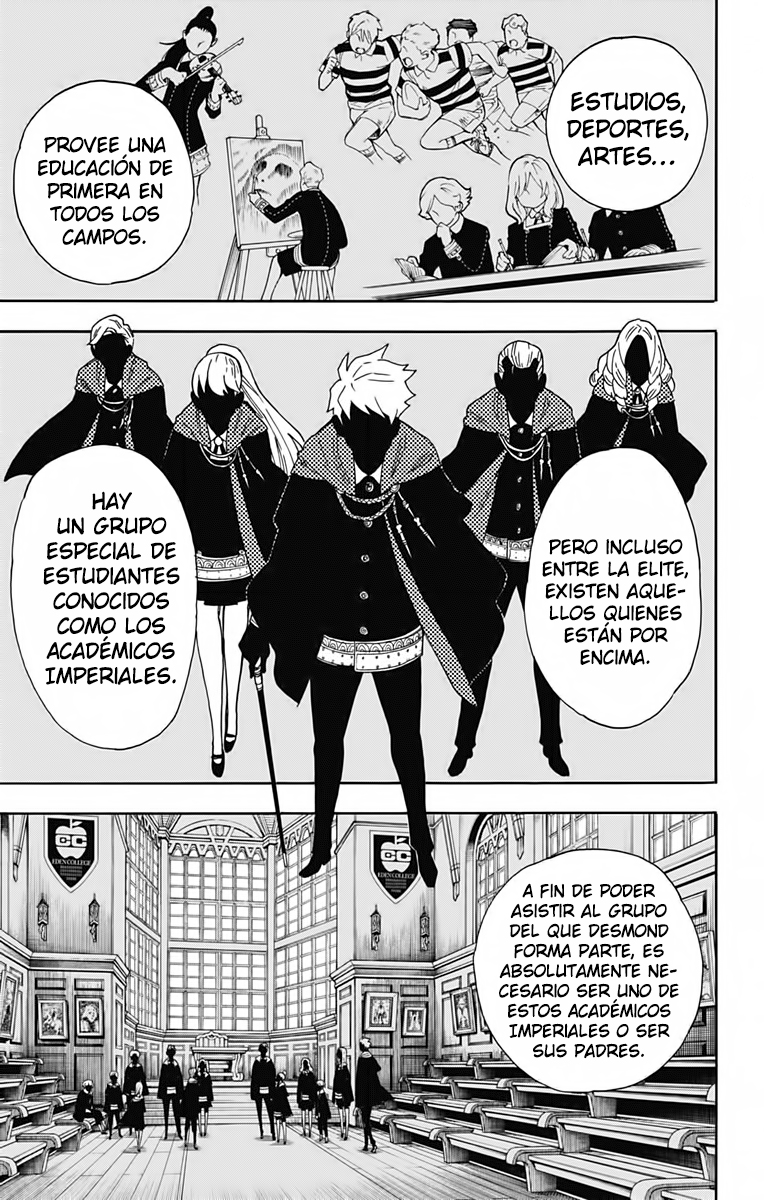 ESTUDIOS,
DEPORTES,
ARTES...
PROVEE UNA
EDUCACIÓN DE
PRIMERA EN
TODOS LOS
CAMPOS.
PERO INCLUSO
ENTRE LA ELITE,
EXISTEN AQUE-
LLOS QUIENES
ESTÁN POR
ENCIMA.
HAY
UN GRUPO
ESPECIAL DE
ESTUDIANTES
CONOCIDOS
COMO LOS
ACADÉMICOS
IMPERIALES.
EDEN COLLEGE
EDEN COLLEGE
A FIN DE PODER
ASISTIR AL GRUPO
DEL QUE DESMOND
FORMA PARTE, ES
ABSOLUTAMENTE NE-
CESARIO SER UNO DE
ESTOS ACADÉMICOS
IMPERIALES O SER
SUS PADRES.